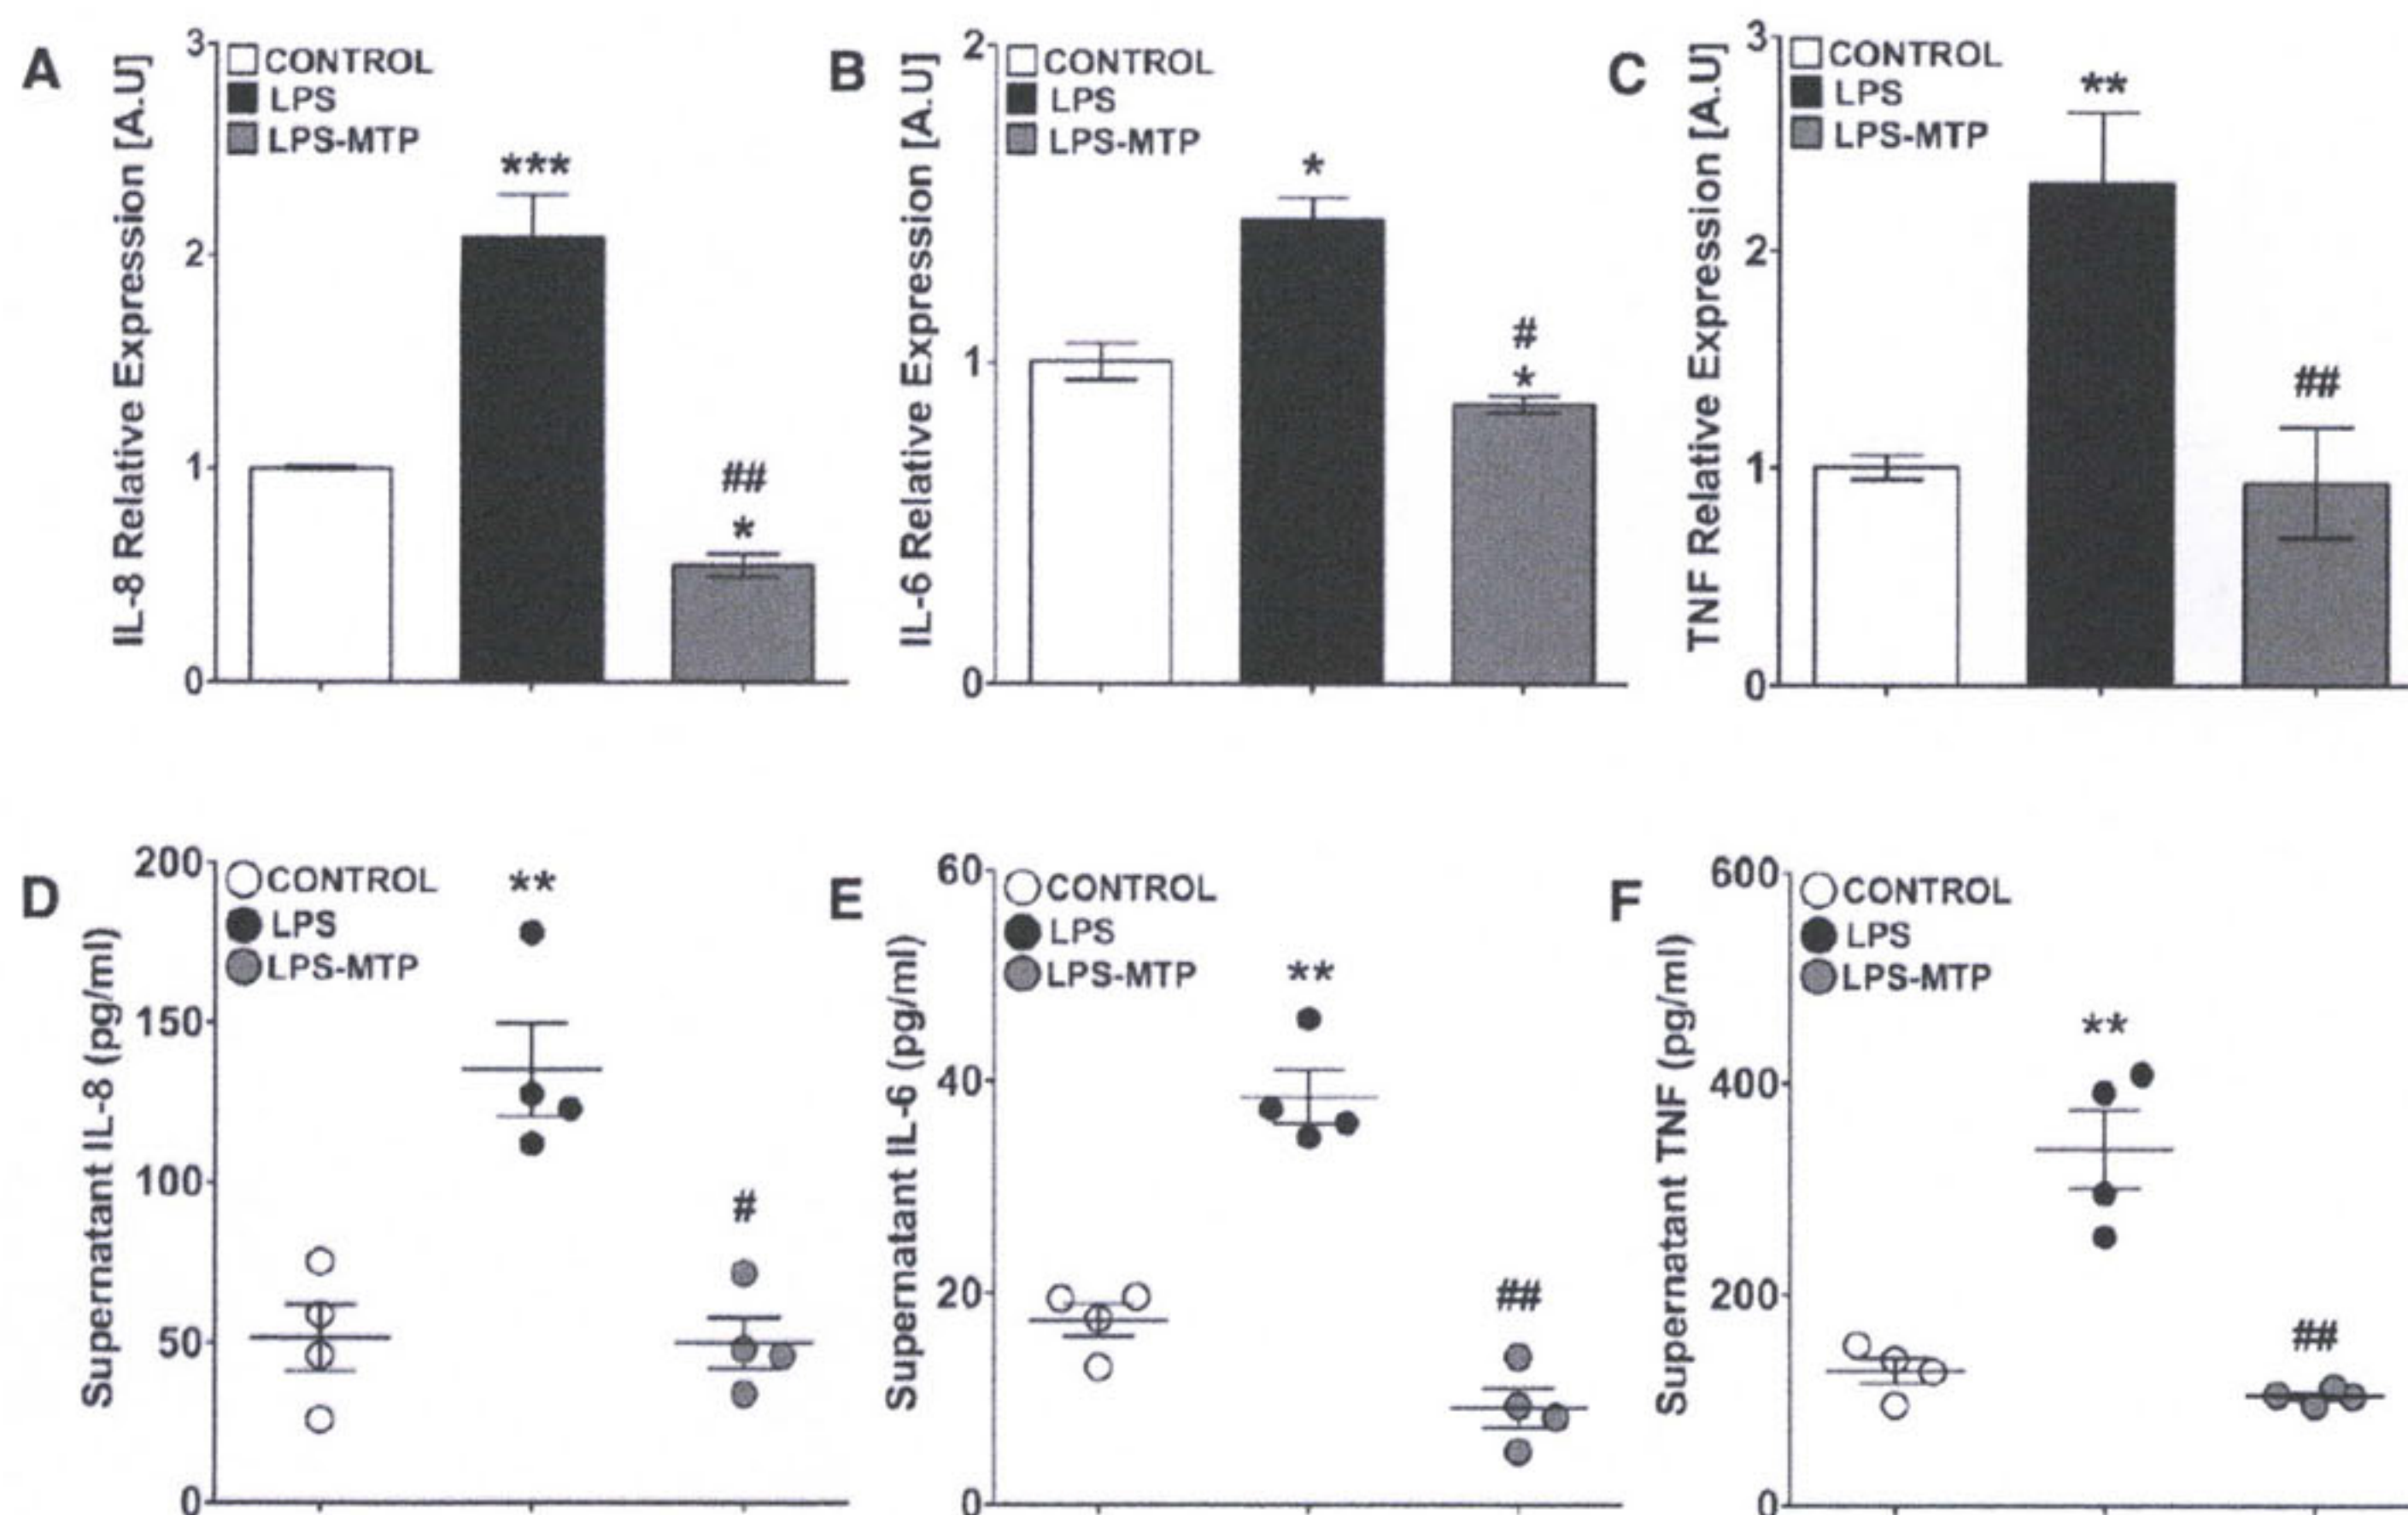 A
IL-8 Relative Expression [A.U]
3
2
1
0
CONTROL
LPS
LPS-MTP
***
##
*
B
IL-6 Relative Expression [A.U]
2
1
0
CONTROL
LPS
LPS-MTP
*
#
*
C
TNF Relative Expression [A.U]
3
2
1
0
CONTROL
LPS
LPS-MTP
**
##
D
Supernatant IL-8 (pg/ml)
200
150
100
50
0
CONTROL
LPS
LPS-MTP
**
#
E
Supernatant IL-6 (pg/ml)
60
40
20
0
CONTROL
LPS
LPS-MTP
**
##
F
Supernatant TNF (pg/ml)
600
400
200
0
CONTROL
LPS
LPS-MTP
**
##